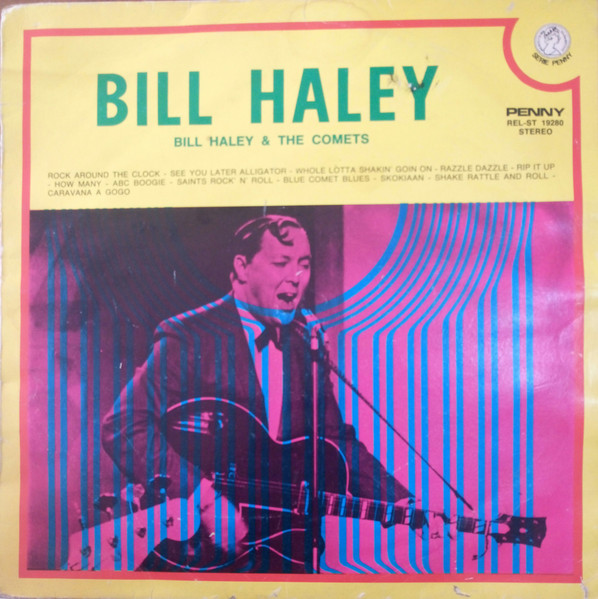 SERIE PENNY
BILL HALEY
BILL HALEY & THE COMETS
PENNY
REL-ST 19280
STEREO
ROCK AROUND THE CLOCK - SEE YOU LATER ALLIGATOR - WHOLE LOTTA SHAKIN' GOIN ON - RAZZLE DAZZLE - RIP IT UP
- HOW MANY - ABC BOOGIE - SAINTS ROCK' N' ROLL - BLUE COMET BLUES - SKOKIAAN - SHAKE RATTLE AND ROLL -
CARAVANA A GOGO